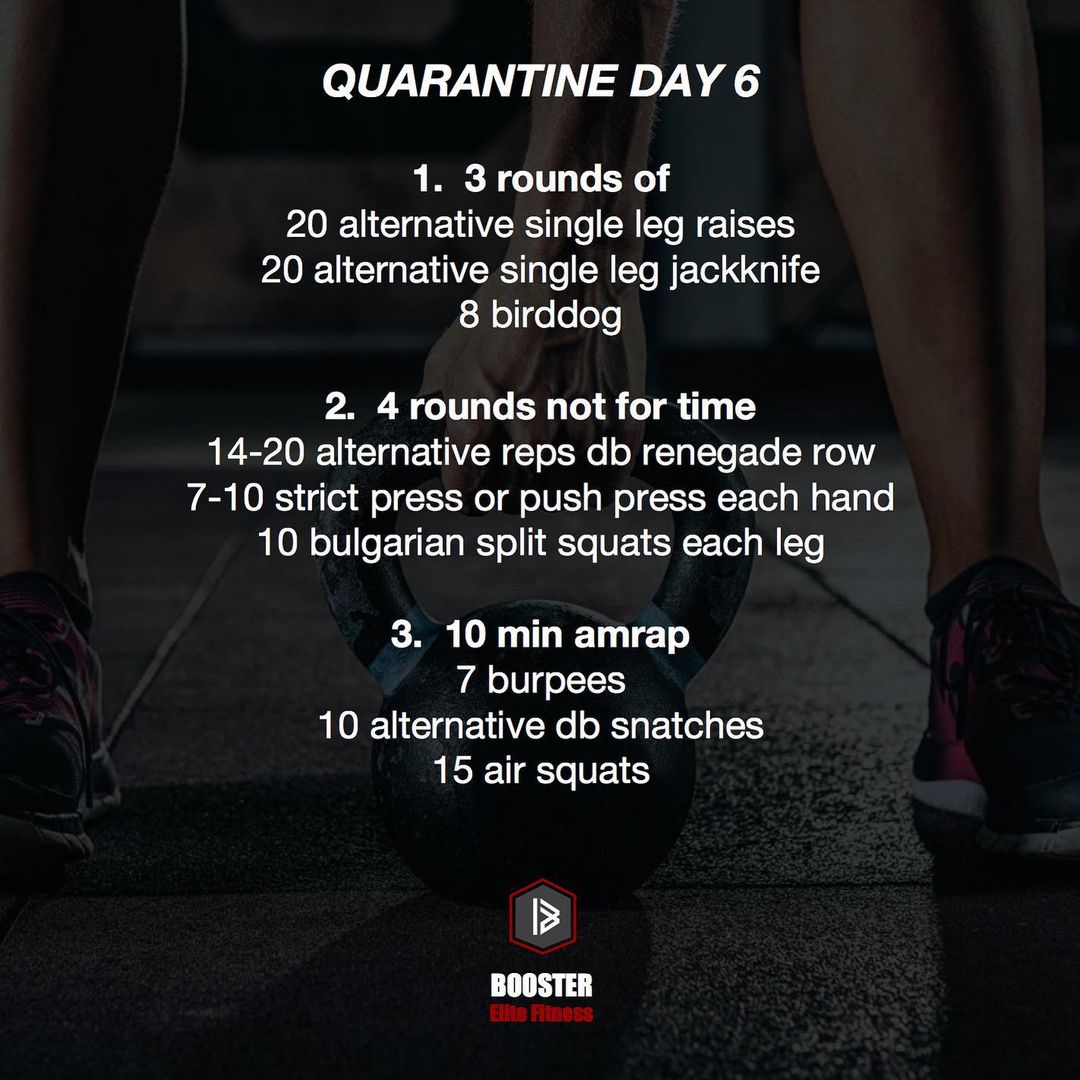 QUARANTINE DAY 6
1. 3 rounds of
20 alternative single leg raises
20 alternative single leg jackknife
8 birddog
2. 4 rounds not for time
14-20 alternative reps db renegade row
7-10 strict press or push press each hand
10 bulgarian split squats each leg
3. 10 min amrap
7 burpees
10 alternative db snatches
15 air squats
BOOSTER
Elite Fitness